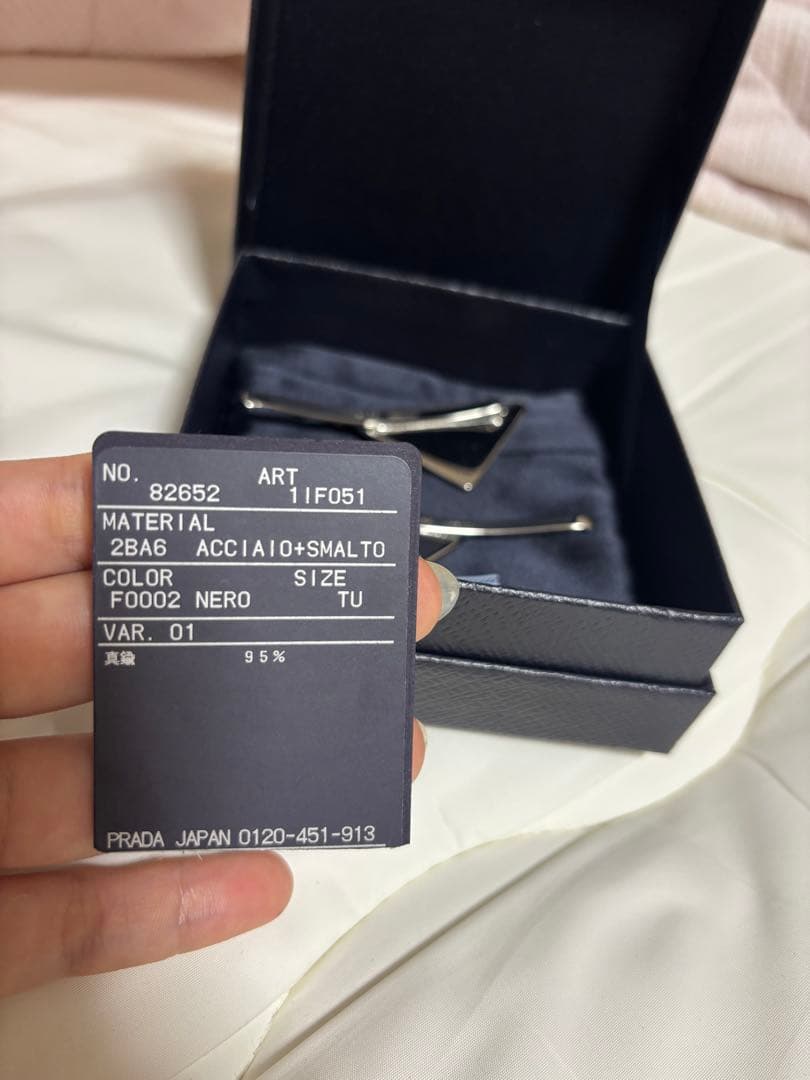 NO. ART
82652 1IF051
MATERIAL
2BA6 ACCIAIO+SMALTO
COLOR SIZE
F0002 NERO TU
VAR. 01
真鍮 95%
PRADA JAPAN 0120-451-913